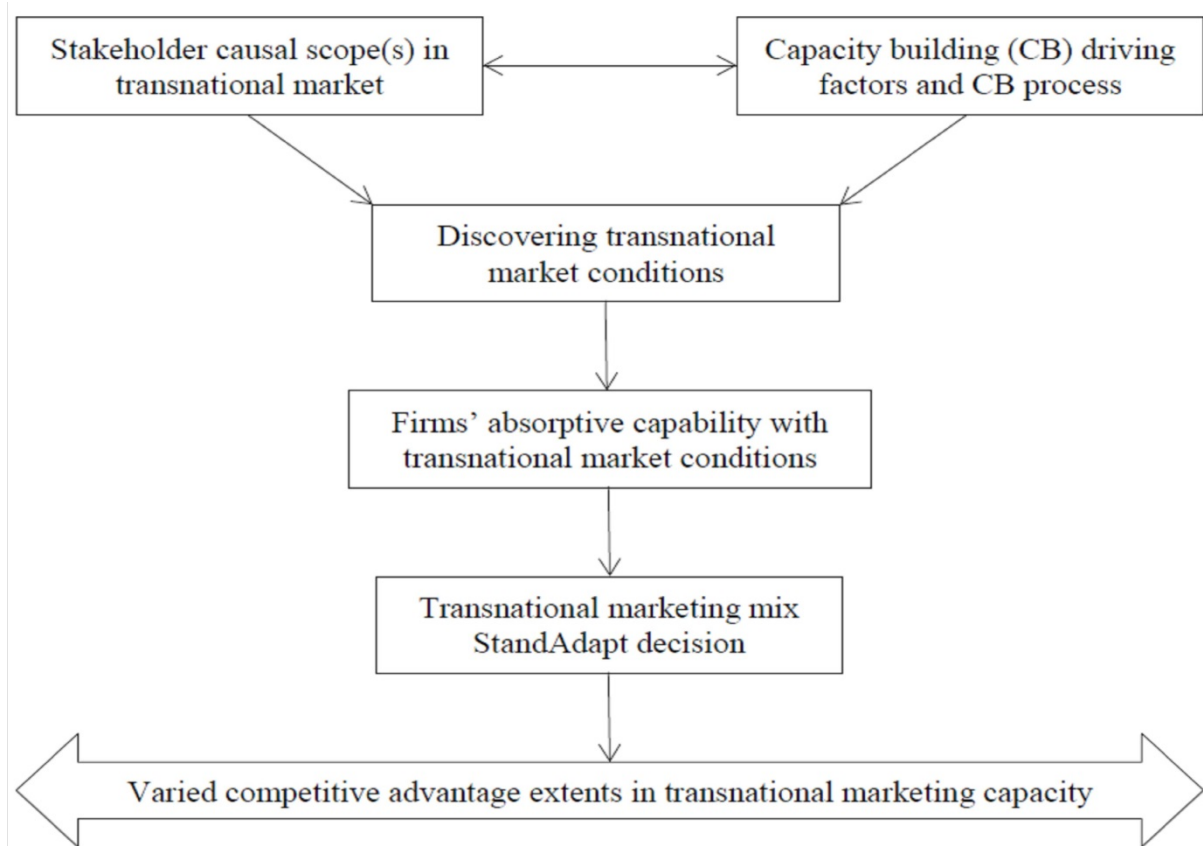 Stakeholder causal scope(s) in
transnational market
Capacity building (CB) driving
factors and CB process
Discovering transnational
market conditions
Firms’ absorptive capability with
transnational market conditions
Transnational marketing mix
StandAdapt decision
Varied competitive advantage extents in transnational marketing capacity